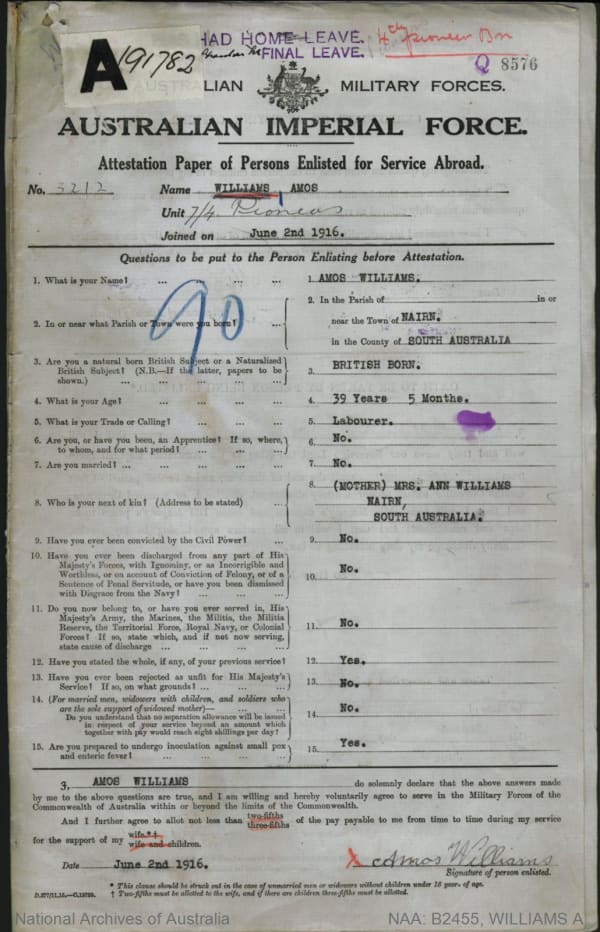 HAD HOME LEAVE.
FINAL LEAVE.
4th Pioneer Bn
A 191782
Q 8576
AUSTRALIAN MILITARY FORCES.
AUSTRALIAN IMPERIAL FORCE.
Attestation Paper of Persons Enlisted for Service Abroad.
No. 3212 Name WILLIAMS AMOS
Unit 7/4 Pioneers
Joined on June 2nd 1916.
Questions to be put to the Person Enlisting before Attestation.
90
1. What is your Name? ... ... ... ... 1. AMOS WILLIAMS.
2. In or near what Parish or Town were you born? ... 2. In the Parish of in or
near the Town of NAIRN.
in the County of SOUTH AUSTRALIA
3. Are you a natural born British Subject or a Naturalized
British Subject? (N.B.—If the latter, papers to be
shown.) ... ... ... ... 3. BRITISH BORN.
4. What is your Age? ... ... ... ... 4. 39 Years 5 Months.
5. What is your Trade or Calling? ... ... ... 5. Labourer.
6. Are you, or have you been, an Apprentice? If so, where,
to whom, and for what period? ... ... ... 6. No.
7. Are you married? ... ... ... ... ... 7. No.
8. Who is your next of kin? (Address to be stated) ... 8. (MOTHER) MRS. ANN WILLIAMS
NAIRN,
SOUTH AUSTRALIA.
9. Have you ever been convicted by the Civil Power? ... 9. No.
10. Have you ever been discharged from any part of His
Majesty's Forces, with Ignominy, or as Incorrigible and
Worthless, or on account of Conviction of Felony, or of a
Sentence of Penal Servitude, or have you been dismissed
with Disgrace from the Navy? ... ... ... 10. No.
11. Do you now belong to, or have you ever served in, His
Majesty's Army, the Marines, the Militia, the Militia
Reserve, the Territorial Force, Royal Navy, or Colonial
Forces? If so, state which, and if not now serving,
state cause of discharge ... ... ... ... 11. No.
12. Have you stated the whole, if any, of your previous service? 12. Yes.
13. Have you ever been rejected as unfit for His Majesty's
Service? If so, on what grounds? ... ... ... 13. No.
14. (For married men, widowers with children, and soldiers who
are the sole support of widowed mother)— ... ...
Do you understand that no separation allowance will be issued
in respect of your service beyond an amount which
together with pay would reach eight shillings per day? 14. No.
15. Are you prepared to undergo inoculation against small pox
and enteric fever? ... ... ... ... 15. Yes.
I, AMOS WILLIAMS do solemnly declare that the above answers made
by me to the above questions are true, and I am willing and hereby voluntarily agree to serve in the Military Forces of the
Commonwealth of Australia within or beyond the limits of the Commonwealth.
And I further agree to allot not less than two-fifths three-fifths of the pay payable to me from time to time during my service
for the support of my wife.*† wife and children.
Date June 2nd 1916.
X Amos Williams
Signature of person enlisted.
* This clause should be struck out in the case of unmarried men or widowers without children under 18 year. of age.
† Two-fifths must be allotted to the wife, and if there are children three-fifths must be allotted.
National Archives of Australia
NAA: B2455, WILLIAMS A